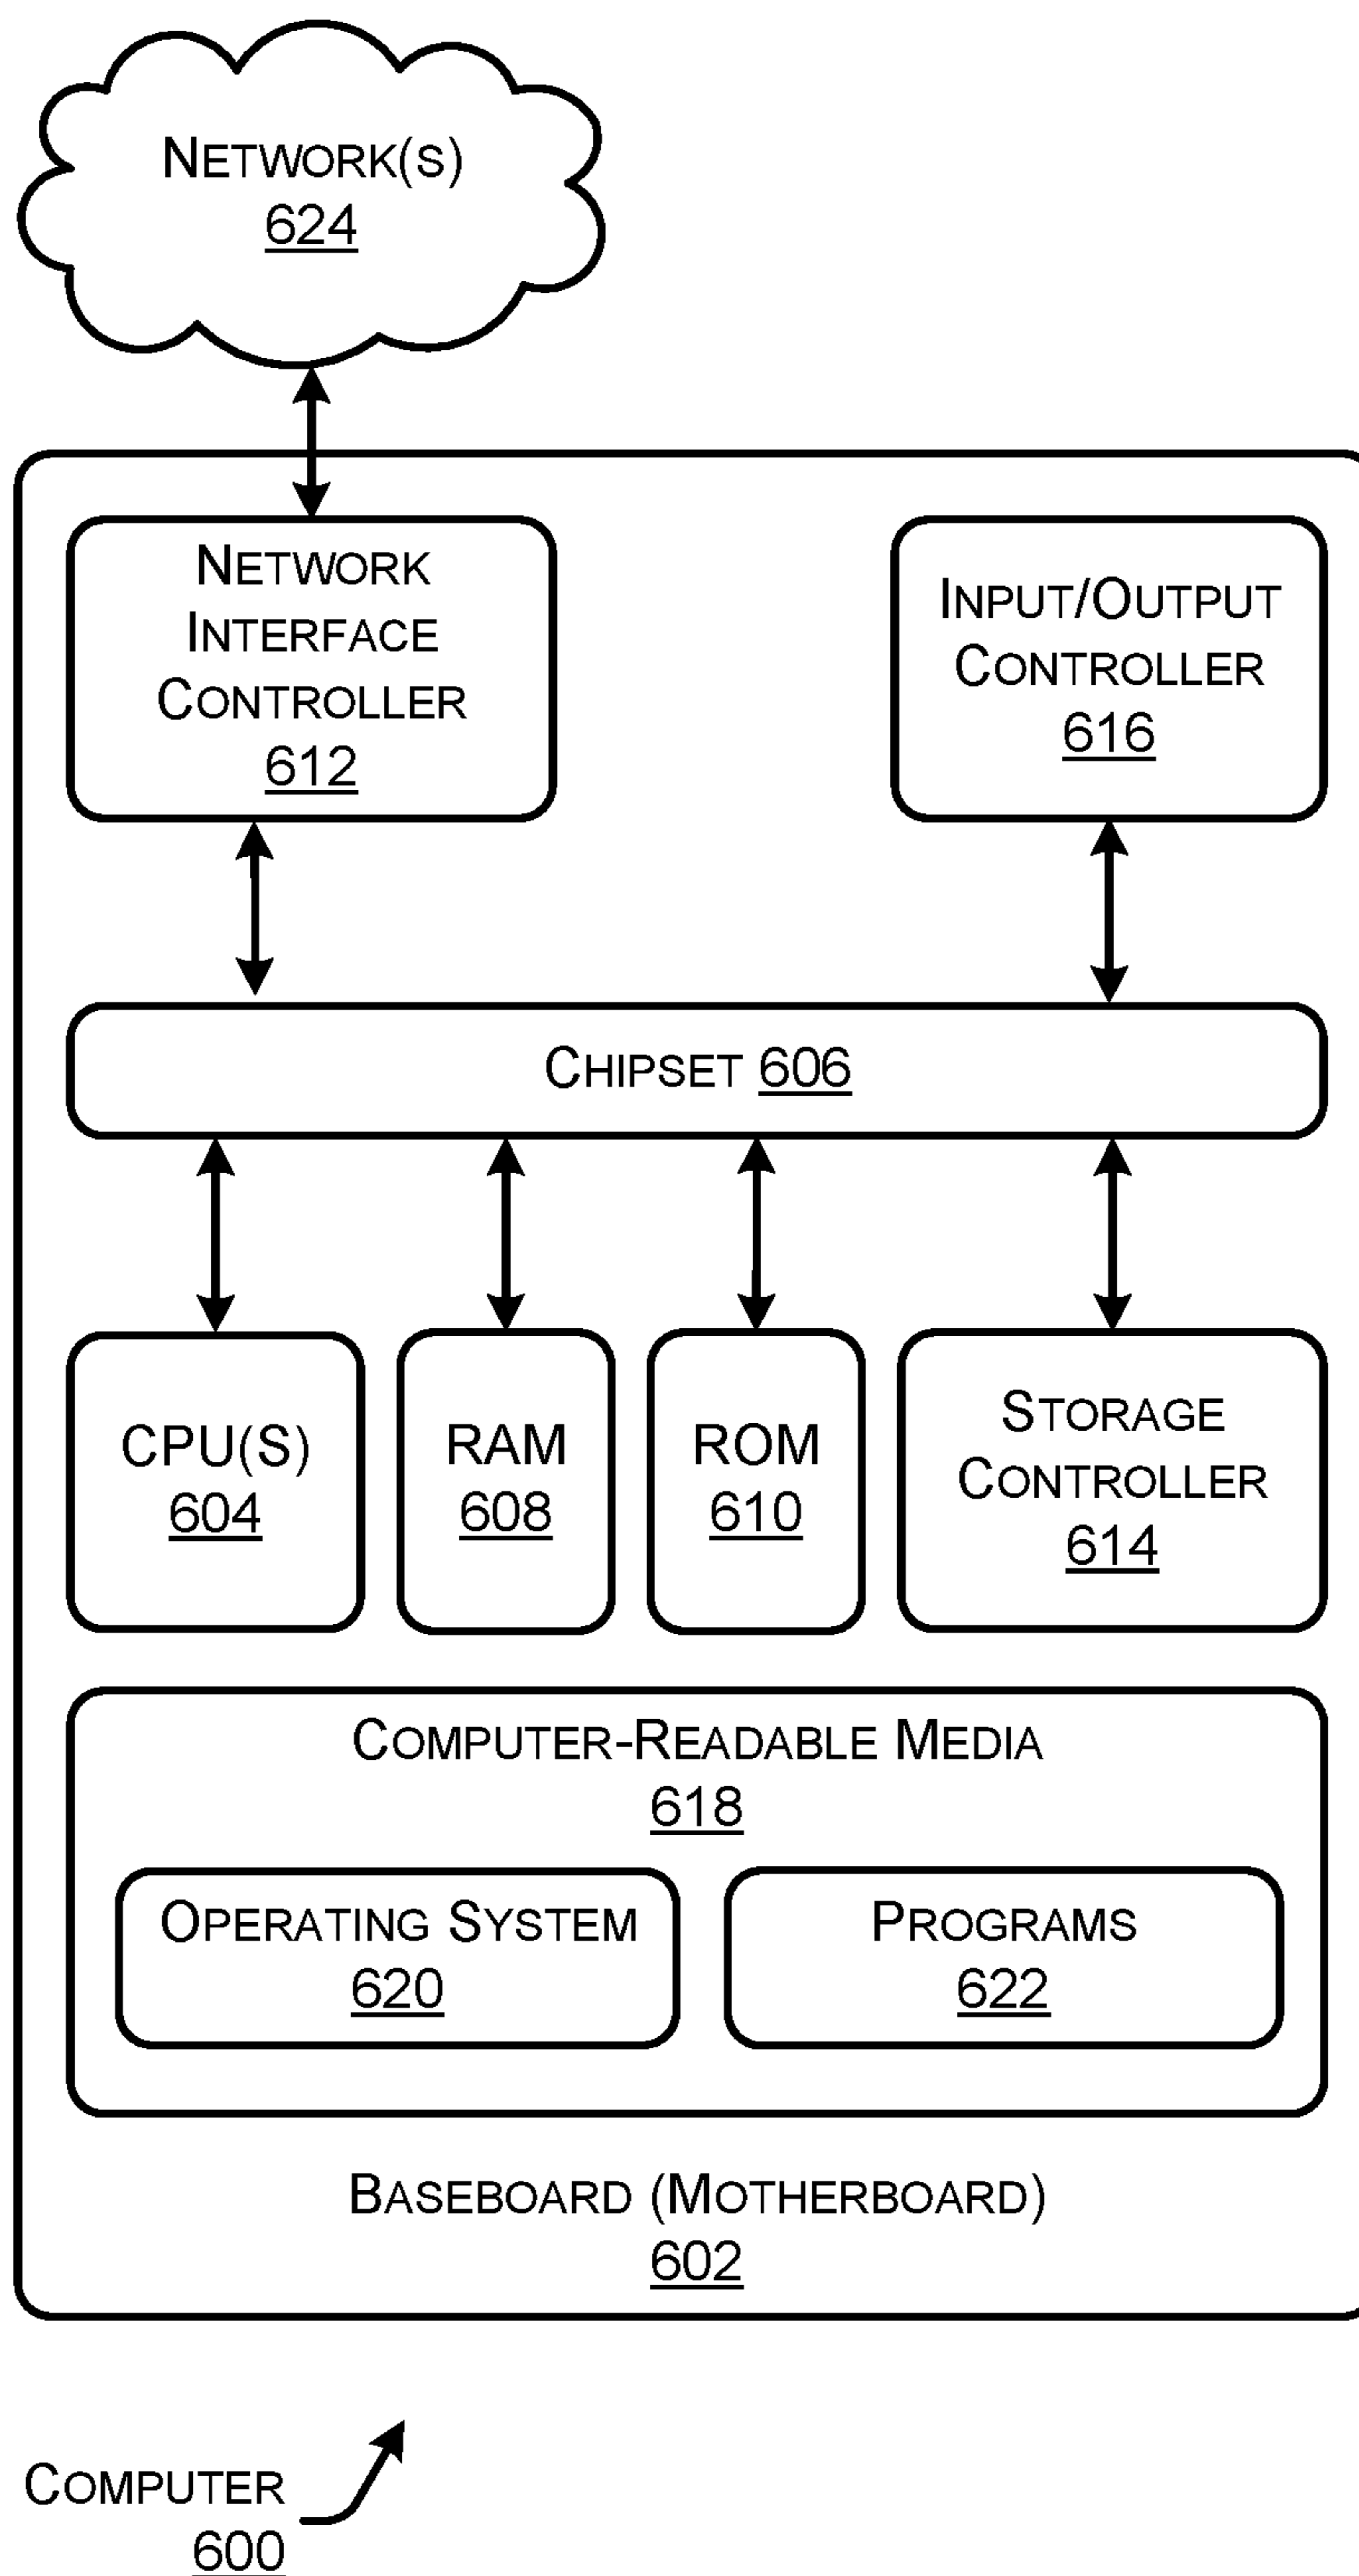 NETWORK(S)
624
NETWORK
INTERFACE
CONTROLLER
612
INPUT/OUTPUT
CONTROLLER
616
CHIPSET 606
CPU(S)
604
RAM
608
ROM
610
STORAGE
CONTROLLER
614
COMPUTER-READABLE MEDIA
618
OPERATING SYSTEM
620
PROGRAMS
622
BASEBOARD (MOTHERBOARD)
602
COMPUTER
600